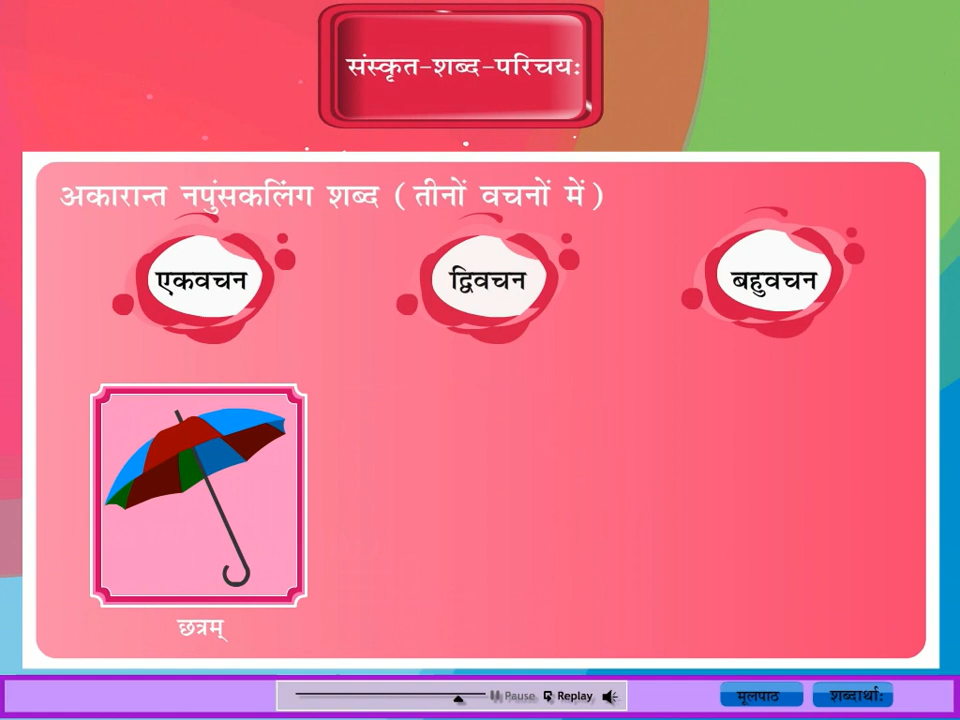 संस्कृत-शब्द-परिचयः
अकारान्त नपुंसकलिंग शब्द ( तीनों वचनों में )
एकवचन द्विवचन बहुवचन
छत्रम्
Pause Replay मूलपाठ शब्दार्थाः